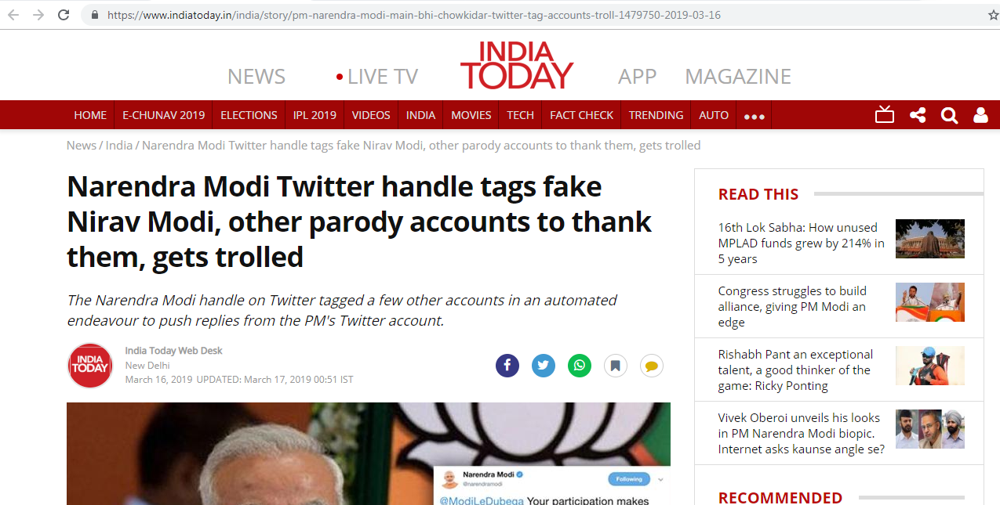 https://www.indiatoday.in/india/story/pm-narendra-modi-main-bhi-chowkidar-twitter-tag-accounts-troll-1479750-2019-03-16
NEWS
LIVE TV
INDIA
TODAY
APP
MAGAZINE
HOME E-CHUNAV 2019 ELECTIONS IPL 2019 VIDEOS INDIA MOVIES TECH FACT CHECK TRENDING AUTO
News / India / Narendra Modi Twitter handle tags fake Nirav Modi, other parody accounts to thank them, gets trolled
Narendra Modi Twitter handle tags fake
Nirav Modi, other parody accounts to thank
them, gets trolled
The Narendra Modi handle on Twitter tagged a few other accounts in an automated
endeavour to push replies from the PM's Twitter account.
INDIA
TODAY
India Today Web Desk
New Delhi
March 16, 2019 UPDATED: March 17, 2019 00:51 IST
Narendra Modi
@narendramodi
Following
@ModiLeDubega Your participation makes
READ THIS
16th Lok Sabha: How unused
MPLAD funds grew by 214% in
5 years
Congress struggles to build
alliance, giving PM Modi an
edge
Rishabh Pant an exceptional
talent, a good thinker of the
game: Ricky Ponting
Vivek Oberoi unveils his looks
in PM Narendra Modi biopic.
Internet asks kaunse angle se?
RECOMMENDED